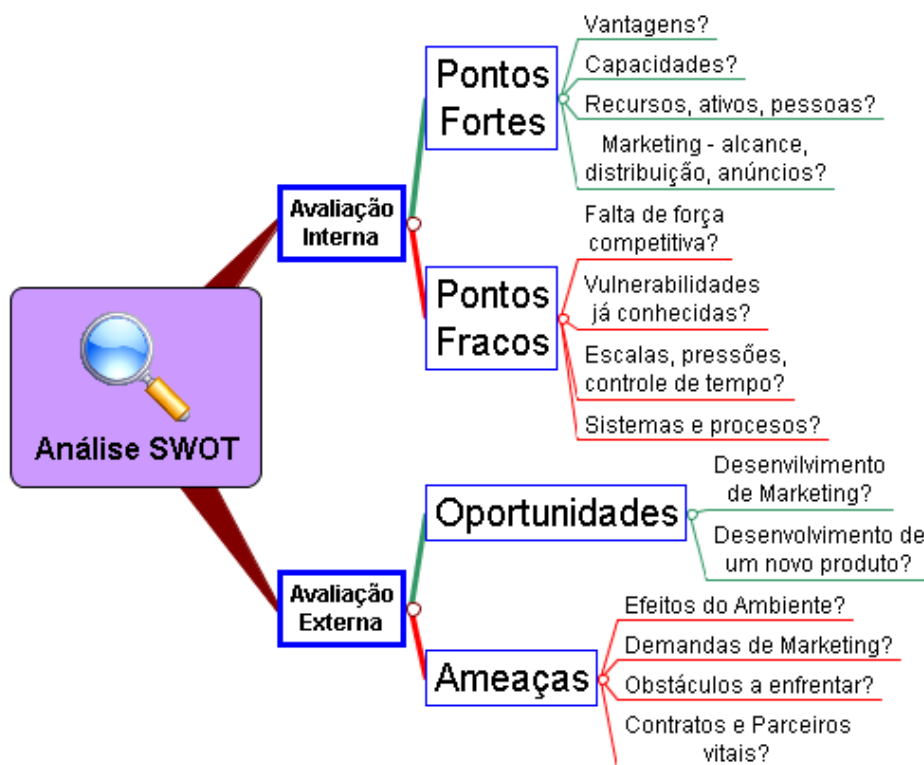 Análise SWOT
Avaliação
Interna
Pontos
Fortes
Vantagens?
Capacidades?
Recursos, ativos, pessoas?
Marketing - alcance,
distribuição, anúncios?
Pontos
Fracos
Falta de força
competitiva?
Vulnerabilidades
já conhecidas?
Escalas, pressões,
controle de tempo?
Sistemas e procesos?
Avaliação
Externa
Oportunidades
Desenvilvimento
de Marketing?
Desenvolvimento de
um novo produto?
Ameaças
Efeitos do Ambiente?
Demandas de Marketing?
Obstáculos a enfrentar?
Contratos e Parceiros
vitais?